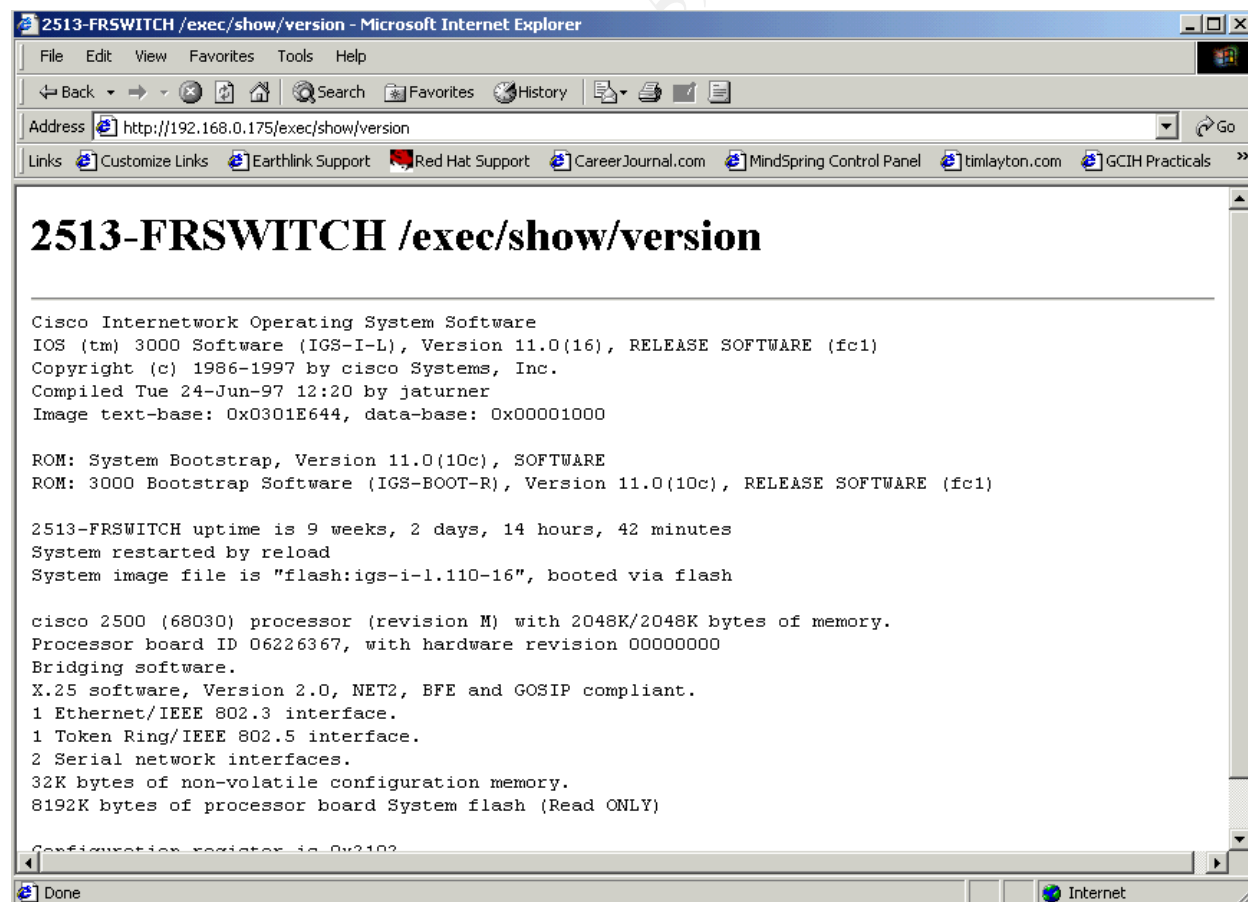 2513-FRSWITCH /exec/show/version - Microsoft Internet Explorer
File Edit View Favorites Tools Help
Back Search Favorites History
Address http://192.168.0.175/exec/show/version Go
Links Customize Links Earthlink Support Red Hat Support CareerJournal.com MindSpring Control Panel timlayton.com GCIH Practicals »
2513-FRSWITCH /exec/show/version
Cisco Internetwork Operating System Software
IOS (tm) 3000 Software (IGS-I-L), Version 11.0(16), RELEASE SOFTWARE (fc1)
Copyright (c) 1986-1997 by cisco Systems, Inc.
Compiled Tue 24-Jun-97 12:20 by jaturner
Image text-base: 0x0301E644, data-base: 0x00001000
ROM: System Bootstrap, Version 11.0(10c), SOFTWARE
ROM: 3000 Bootstrap Software (IGS-BOOT-R), Version 11.0(10c), RELEASE SOFTWARE (fc1)
2513-FRSWITCH uptime is 9 weeks, 2 days, 14 hours, 42 minutes
System restarted by reload
System image file is "flash:igs-i-l.110-16", booted via flash
cisco 2500 (68030) processor (revision M) with 2048K/2048K bytes of memory.
Processor board ID 06226367, with hardware revision 00000000
Bridging software.
X.25 software, Version 2.0, NET2, BFE and GOSIP compliant.
1 Ethernet/IEEE 802.3 interface.
1 Token Ring/IEEE 802.5 interface.
2 Serial network interfaces.
32K bytes of non-volatile configuration memory.
8192K bytes of processor board System flash (Read ONLY)
Configuration register is 0x2102
Done Internet